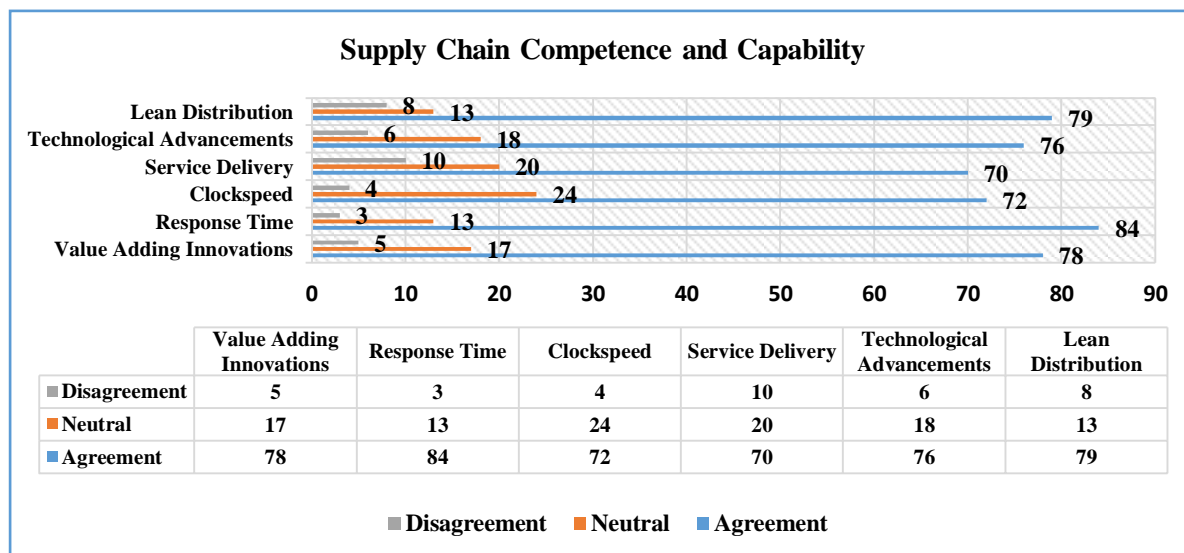 Supply Chain Competence and Capability
Lean Distribution 8 13 79
Technological Advancements 6 18 76
Service Delivery 10 20 70
Clockspeed 4 24 72
Response Time 3 13 84
Value Adding Innovations 5 17 78
0 10 20 30 40 50 60 70 80 90
Value Adding Innovations Response Time Clockspeed Service Delivery Technological Advancements Lean Distribution
Disagreement 5 3 4 10 6 8
Neutral 17 13 24 20 18 13
Agreement 78 84 72 70 76 79
Disagreement Neutral Agreement